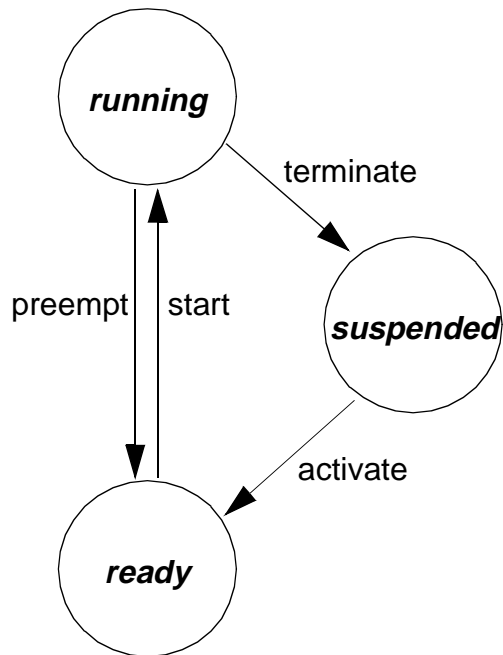 running
terminate
preempt
start
suspended
activate
ready